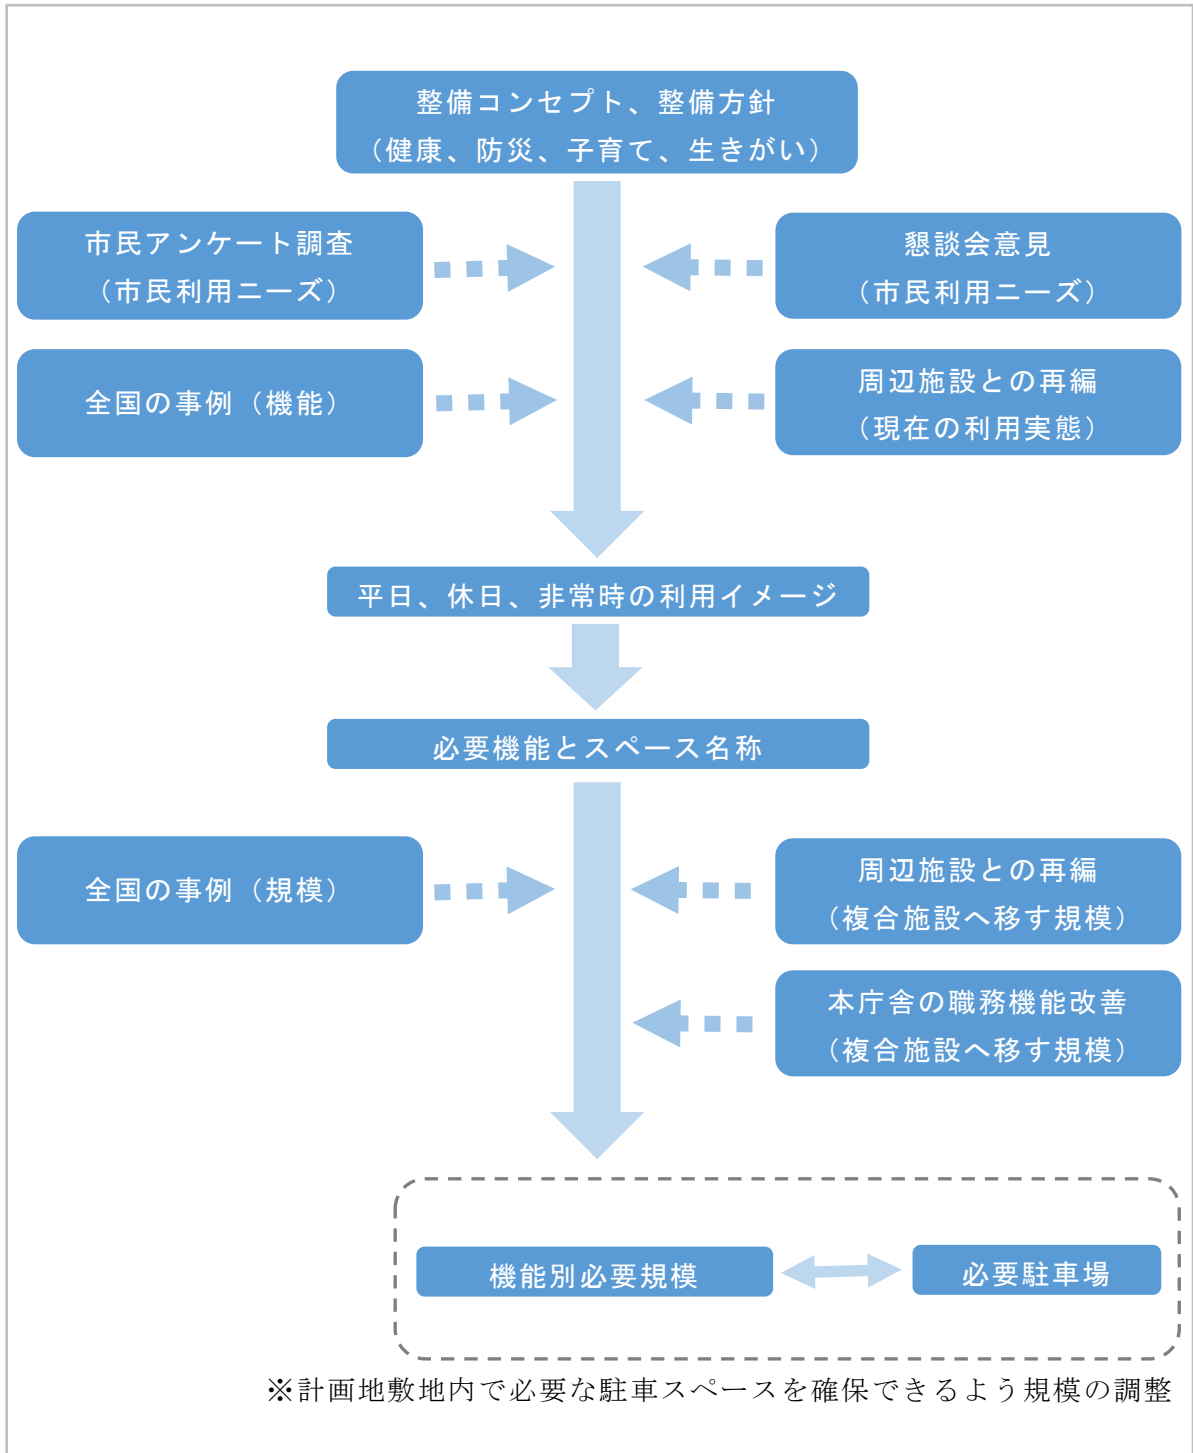 整備コンセプト、整備方針
（健康、防災、子育て、生きがい）
市民アンケート調査
（市民利用ニーズ）
懇談会意見
（市民利用ニーズ）
全国の事例（機能）
周辺施設との再編
（現在の利用実態）
平日、休日、非常時の利用イメージ
必要機能とスペース名称
全国の事例（規模）
周辺施設との再編
（複合施設へ移す規模）
本庁舎の職務機能改善
（複合施設へ移す規模）
機能別必要規模
必要駐車場
※計画地敷地内で必要な駐車スペースを確保できるよう規模の調整